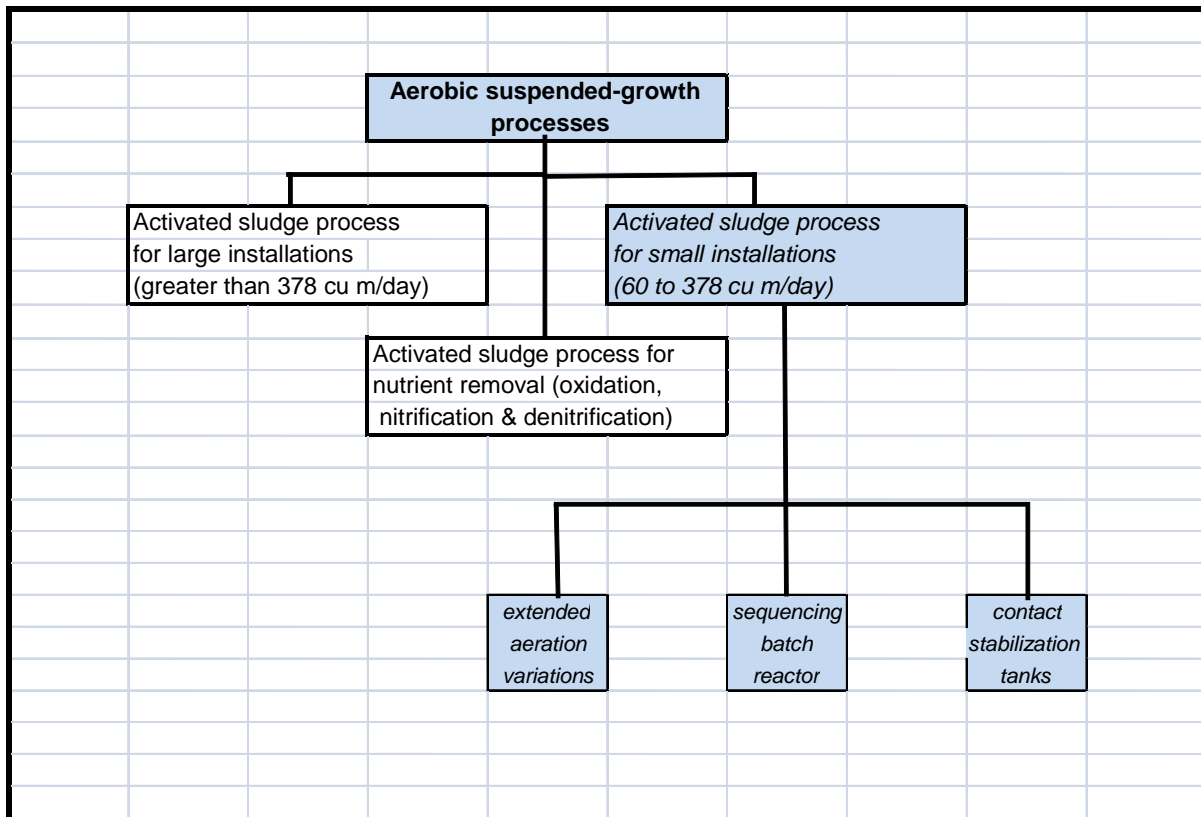 Aerobic suspended-growth
processes
Activated sludge process
for large installations
(greater than 378 cu m/day)
Activated sludge process
for small installations
(60 to 378 cu m/day)
Activated sludge process for
nutrient removal (oxidation,
nitrification & denitrification)
extended
aeration
variations
sequencing
batch
reactor
contact
stabilization
tanks